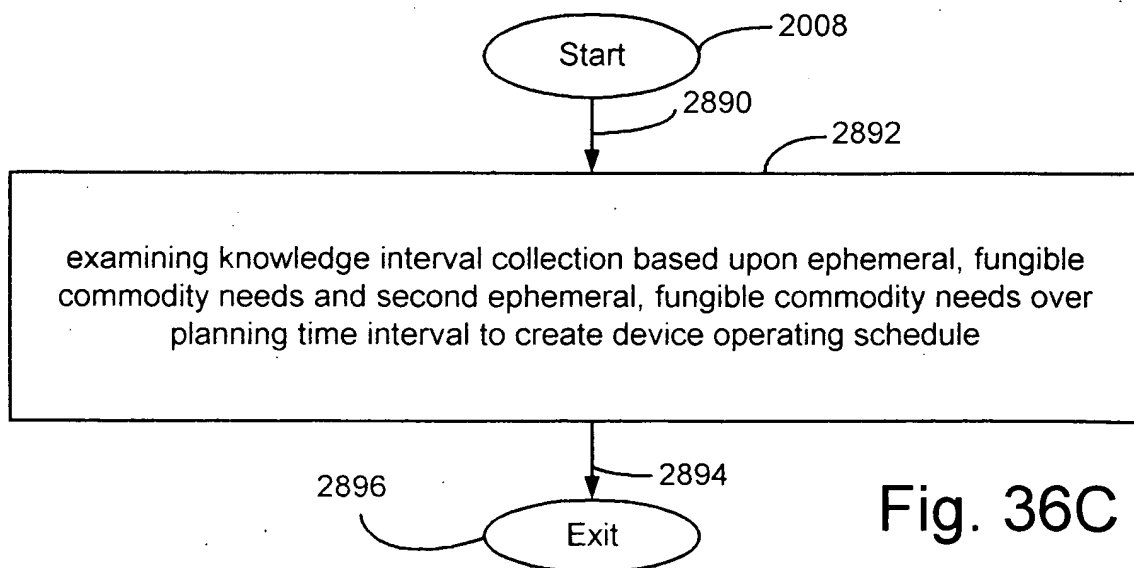 Start
2008
2890
2892
examining knowledge interval collection based upon ephemeral, fungible
commodity needs and second ephemeral, fungible commodity needs over
planning time interval to create device operating schedule
2894
2896
Exit
Fig. 36C